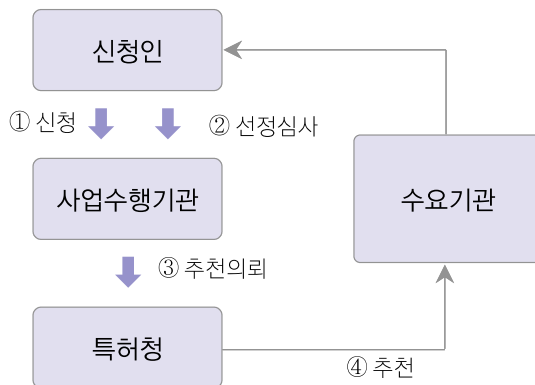 신청인
① 신청
② 선정심사
사업수행기관
수요기관
③ 추천의뢰
특허청
④ 추천